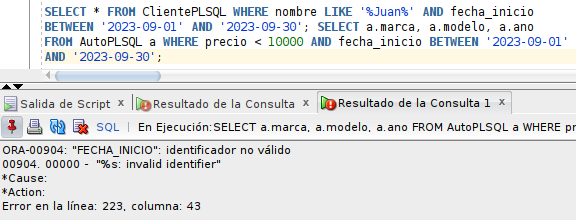 SELECT * FROM ClientePLSQL WHERE nombre LIKE '%Juan%' AND fecha_inicio
BETWEEN '2023-09-01' AND '2023-09-30'; SELECT a.marca, a.modelo, a.ano
FROM AutoPLSQL a WHERE precio < 10000 AND fecha_inicio BETWEEN '2023-09-01'
AND '2023-09-30';
Salida de Script x Resultado de la Consulta x Resultado de la Consulta 1 x
SQL | En Ejecución:SELECT a.marca, a.modelo, a.ano FROM AutoPLSQL a WHERE pr
ORA-00904: "FECHA_INICIO": identificador no válido
00904. 00000 - "%s: invalid identifier"
*Cause:
*Action:
Error en la línea: 223, columna: 43